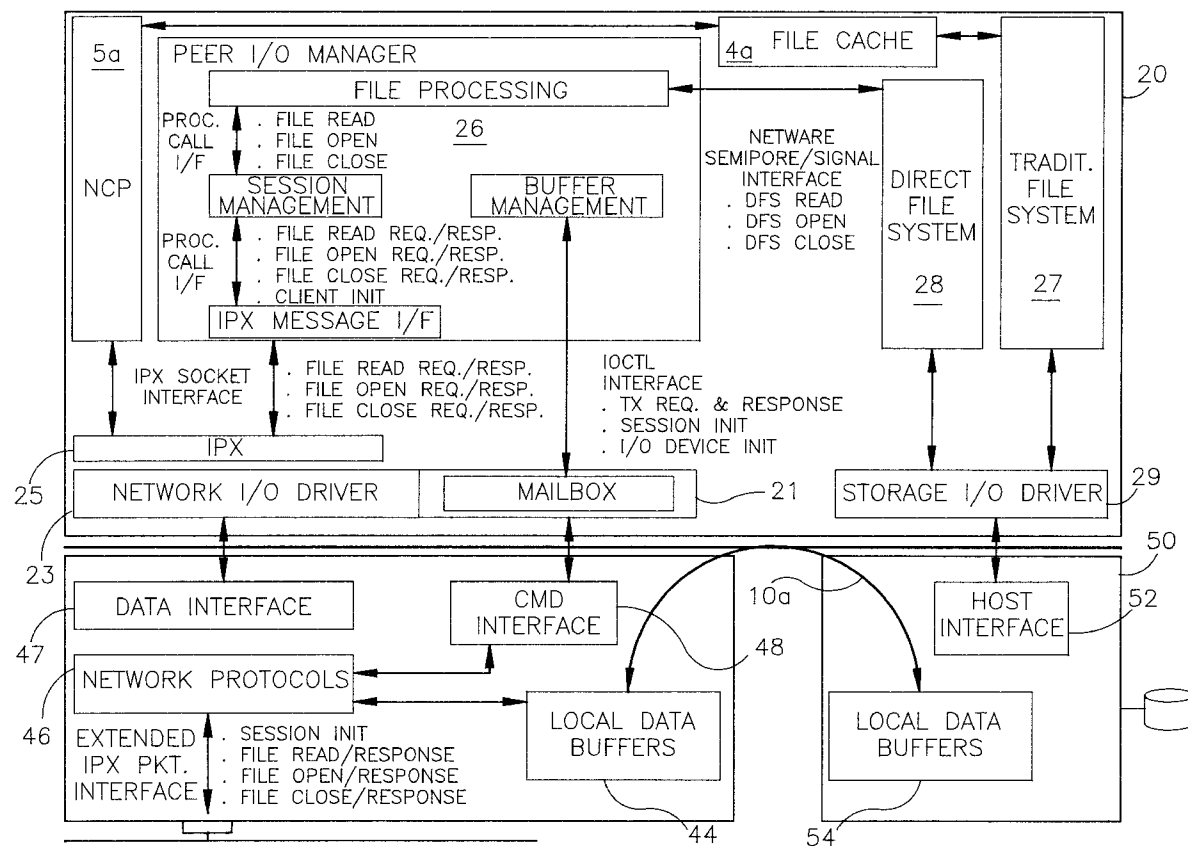 5a
NCP
PEER I/O MANAGER
FILE PROCESSING
26
PROC.
CALL
I/F
. FILE READ
. FILE OPEN
. FILE CLOSE
SESSION
MANAGEMENT
BUFFER
MANAGEMENT
PROC.
CALL
I/F
. FILE READ REQ./RESP.
. FILE OPEN REQ./RESP.
. FILE CLOSE REQ./RESP.
. CLIENT INIT
IPX MESSAGE I/F
4a
FILE CACHE
20
NETWARE
SEMIPORE/SIGNAL
INTERFACE
. DFS READ
. DFS OPEN
. DFS CLOSE
DIRECT
FILE
SYSTEM
28
TRADIT.
FILE
SYSTEM
27
IPX SOCKET
INTERFACE
. FILE READ REQ./RESP.
. FILE OPEN REQ./RESP.
. FILE CLOSE REQ./RESP.
IOCTL
INTERFACE
. TX REQ. & RESPONSE
. SESSION INIT
. I/O DEVICE INIT
IPX
25
NETWORK I/O DRIVER
23
MAILBOX
21
STORAGE I/O DRIVER
29
DATA INTERFACE
47
CMD
INTERFACE
48
10a
HOST
INTERFACE
50
52
NETWORK PROTOCOLS
46
EXTENDED
IPX PKT.
INTERFACE
. SESSION INIT
. FILE READ/RESPONSE
. FILE OPEN/RESPONSE
. FILE CLOSE/RESPONSE
LOCAL DATA
BUFFERS
44
LOCAL DATA
BUFFERS
54